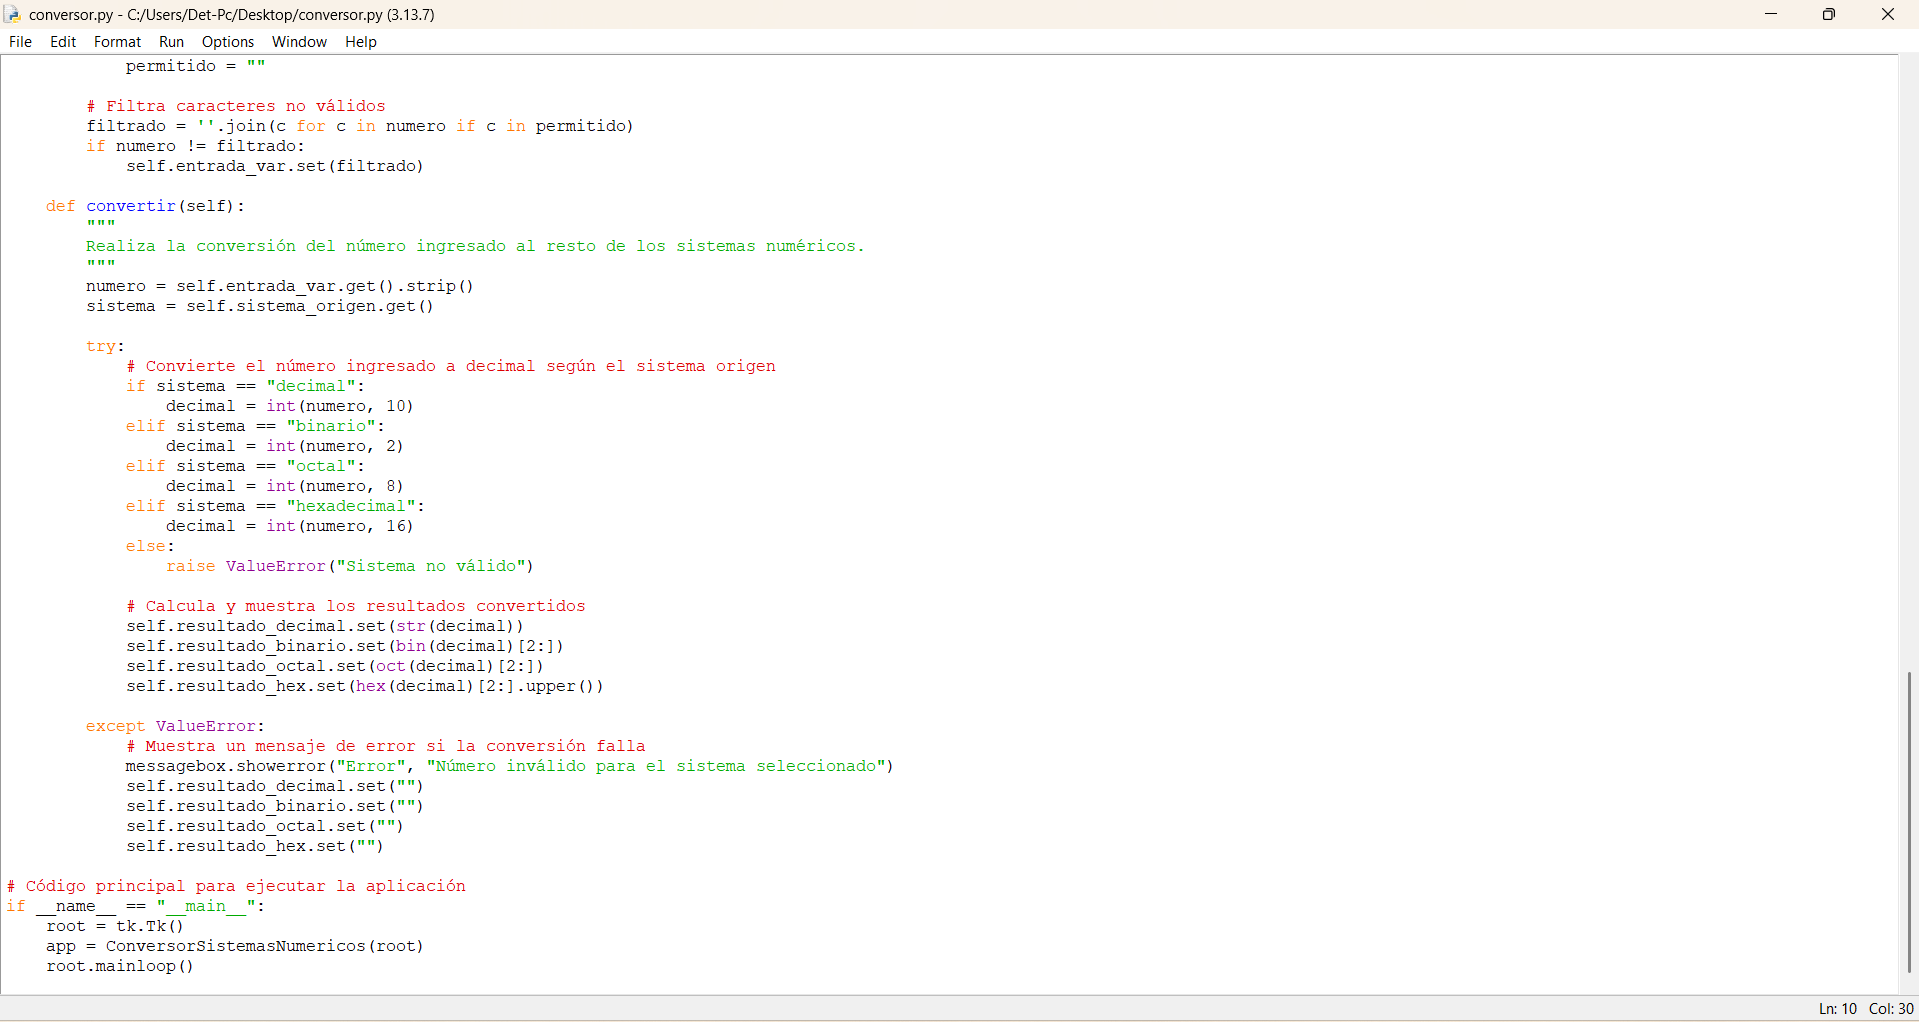 conversor.py - C:/Users/Det-Pc/Desktop/conversor.py (3.13.7)
File Edit Format Run Options Window Help
            permitido = ""

        # Filtra caracteres no válidos
        filtrado = ''.join(c for c in numero if c in permitido)
        if numero != filtrado:
            self.entrada_var.set(filtrado)

    def convertir(self):
        """
        Realiza la conversión del número ingresado al resto de los sistemas numéricos.
        """
        numero = self.entrada_var.get().strip()
        sistema = self.sistema_origen.get()

        try:
            # Convierte el número ingresado a decimal según el sistema origen
            if sistema == "decimal":
                decimal = int(numero, 10)
            elif sistema == "binario":
                decimal = int(numero, 2)
            elif sistema == "octal":
                decimal = int(numero, 8)
            elif sistema == "hexadecimal":
                decimal = int(numero, 16)
            else:
                raise ValueError("Sistema no válido")

            # Calcula y muestra los resultados convertidos
            self.resultado_decimal.set(str(decimal))
            self.resultado_binario.set(bin(decimal)[2:])
            self.resultado_octal.set(oct(decimal)[2:])
            self.resultado_hex.set(hex(decimal)[2:].upper())

        except ValueError:
            # Muestra un mensaje de error si la conversión falla
            messagebox.showerror("Error", "Número inválido para el sistema seleccionado")
            self.resultado_decimal.set("")
            self.resultado_binario.set("")
            self.resultado_octal.set("")
            self.resultado_hex.set("")

# Código principal para ejecutar la aplicación
if __name__ == "__main__":
    root = tk.Tk()
    app = ConversorSistemasNumericos(root)
    root.mainloop()
Ln: 10 Col: 30